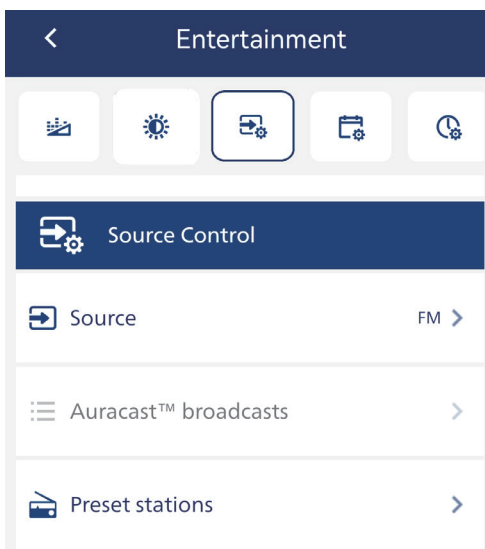 Entertainment
Source Control
Source FM
Auracast™ broadcasts
Preset stations